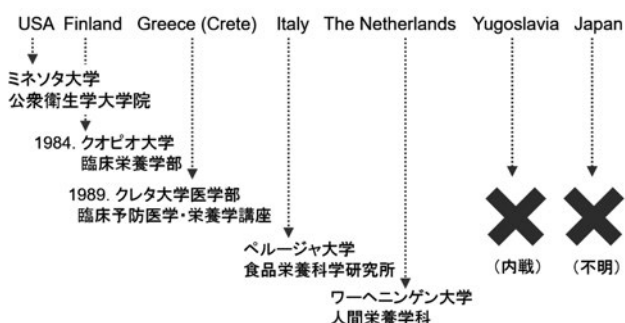 USA Finland Greece (Crete) Italy The Netherlands Yugoslavia Japan
ミネソタ大学
公衆衛生学大学院
1984. クオピオ大学
臨床栄養学部
1989. クレタ大学医学部
臨床予防医学・栄養学講座
ペルージャ大学
食品栄養科学研究所
(内戦) (不明)
ワーヘニンゲン大学
人間栄養学科